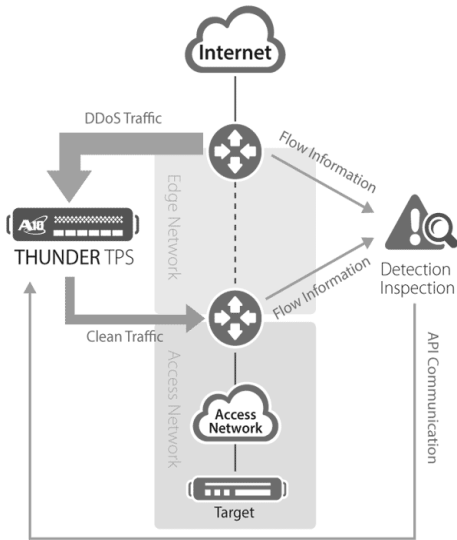 Internet
DDoS Traffic
Flow Information
Edge Network
A10
THUNDER TPS
Detection
Inspection
Flow Information
Clean Traffic
Access Network
API Communication
Access
Network
Target